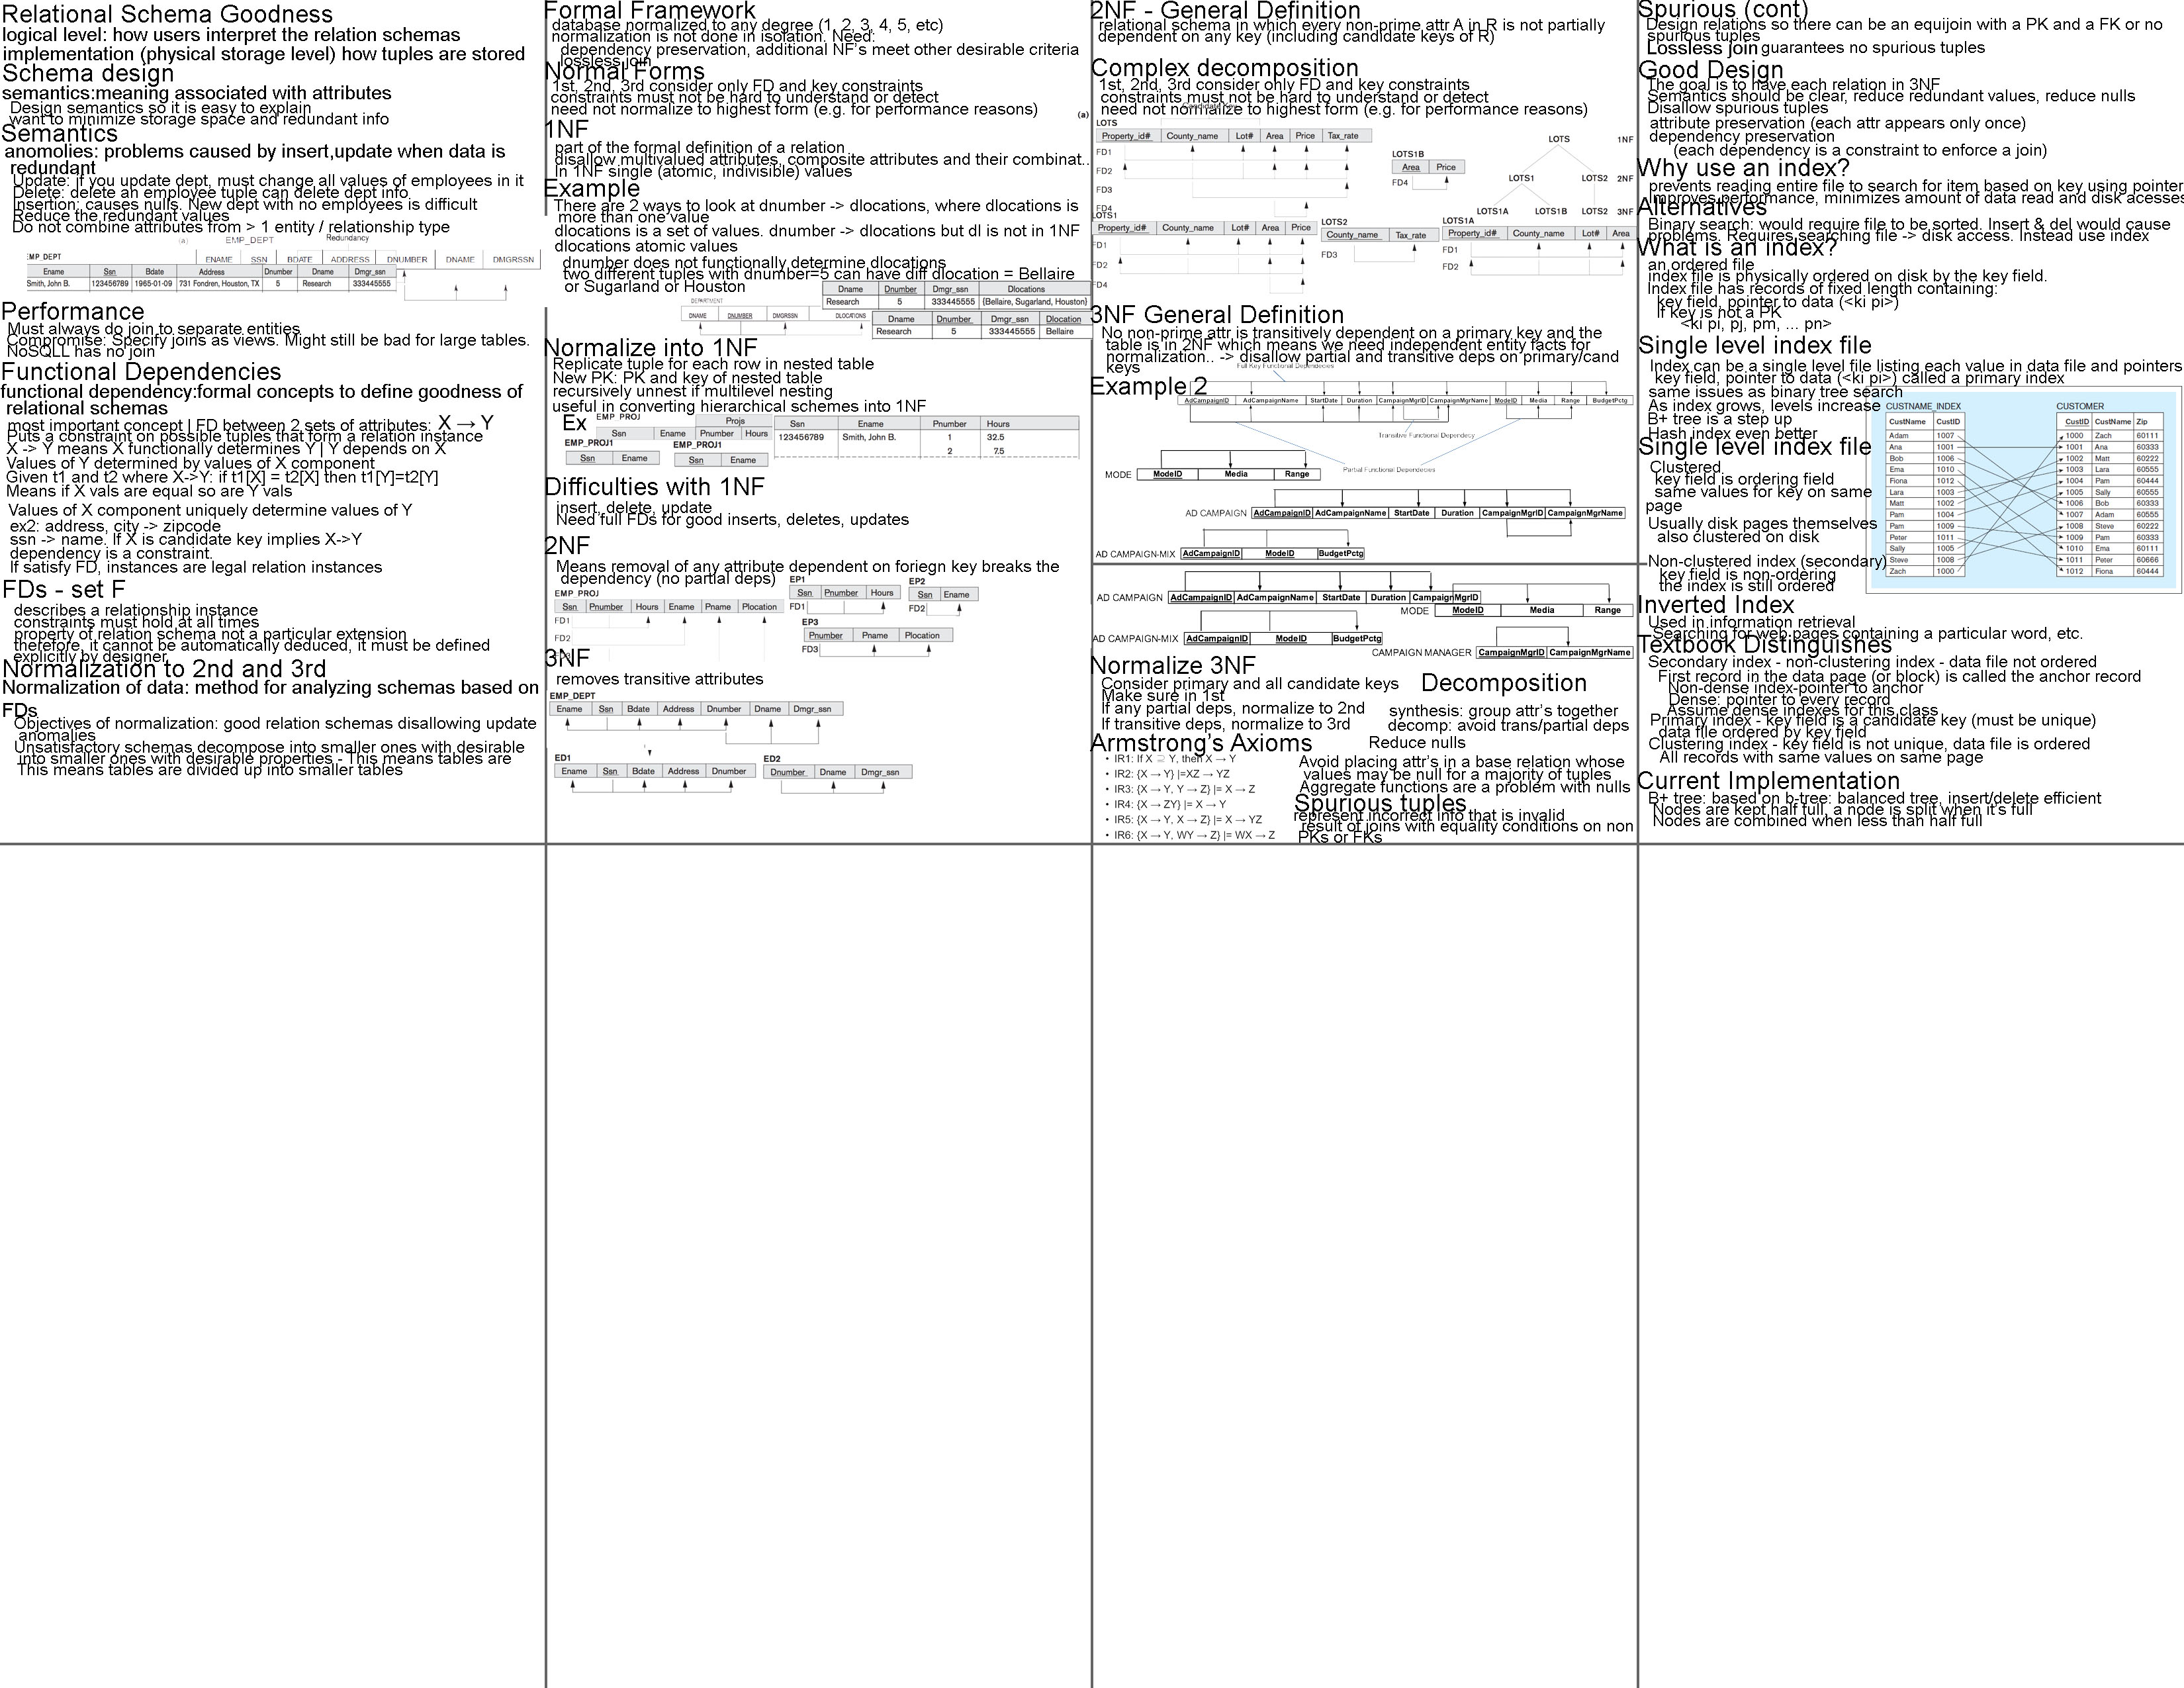 Relational Schema Goodness
logical level: how users interpret the relation schemas
implementation (physical storage level) how tuples are stored
Schema design
semantics:meaning associated with attributes
Design semantics so it is easy to explain
want to minimize storage space and redundant info
Semantics
anomolies: problems caused by insert,update when data is
redundant
Update: if you update dept, must change all values of employees in it
Delete: delete an employee tuple can delete dept info
Insertion: causes nulls. New dept with no employees is difficult
Reduce the redundant values
Do not combine attributes from > 1 entity / relationship type
(a) EMP_DEPT Redundancy
ENAME SSN BDATE ADDRESS DNUMBER DNAME DMGRSSN
EMP_DEPT
Ename Ssn Bdate Address Dnumber Dname Dmgr_ssn
Smith, John B. 123456789 1965-01-09 731 Fondren, Houston, TX 5 Research 333445555
Performance
Must always do join to separate entities
Compromise: Specify joins as views. Might still be bad for large tables.
NoSQLL has no join
Functional Dependencies
functional dependency:formal concepts to define goodness of
relational schemas
most important concept | FD between 2 sets of attributes: X → Y
Puts a constraint on possible tuples that form a relation instance
X -> Y means X functionally determines Y | Y depends on X
Values of Y determined by values of X component
Given t1 and t2 where X->Y: if t1[X] = t2[X] then t1[Y]=t2[Y]
Means if X vals are equal so are Y vals
Values of X component uniquely determine values of Y
ex2: address, city -> zipcode
ssn -> name. If X is candidate key implies X->Y
dependency is a constraint.
If satisfy FD, instances are legal relation instances
FDs - set F
describes a relationship instance
constraints must hold at all times
property of relation schema not a particular extension
therefore, it cannot be automatically deduced, it must be defined
explicitly by designer
Normalization to 2nd and 3rd
Normalization of data: method for analyzing schemas based on
FDs
Objectives of normalization: good relation schemas disallowing update
anomalies
Unsatisfactory schemas decompose into smaller ones with desirable
into smaller ones with desirable properties - This means tables are
This means tables are divided up into smaller tables
Formal Framework
database normalized to any degree (1, 2, 3, 4, 5, etc)
normalization is not done in isolation. Need:
dependency preservation, additional NF's meet other desirable criteria
lossless join
Normal Forms
1st, 2nd, 3rd consider only FD and key constraints
constraints must not be hard to understand or detect
need not normalize to highest form (e.g. for performance reasons)
1NF
part of the formal definition of a relation
disallow multivalued attributes, composite attributes and their combinat..
In 1NF single (atomic, indivisible) values
Example
There are 2 ways to look at dnumber -> dlocations, where dlocations is
more than one value
dlocations is a set of values. dnumber -> dlocations but dl is not in 1NF
dlocations atomic values
dnumber does not functionally determine dlocations
two different tuples with dnumber=5 can have diff dlocation = Bellaire
or Sugarland or Houston
Dname Dnumber Dmgr_ssn Dlocations
Research 5 333445555 {Bellaire, Sugarland, Houston}
DEPARTMENT
DNAME DNUMBER DMGRSSN DLOCATIONS
Dname Dnumber Dmgr_ssn Dlocation
Research 5 333445555 Bellaire
Normalize into 1NF
Replicate tuple for each row in nested table
New PK: PK and key of nested table
recursively unnest if multilevel nesting
useful in converting hierarchical schemes into 1NF
Ex
EMP_PROJ
Projs
Ssn Ename Pnumber Hours
EMP_PROJ1
Ssn Ename
EMP_PROJ1
Ssn Ename
Ssn Ename Pnumber Hours
123456789 Smith, John B. 1 32.5
2 7.5
Difficulties with 1NF
insert, delete, update
Need full FDs for good inserts, deletes, updates
2NF
Means removal of any attribute dependent on foriegn key breaks the
dependency (no partial deps)
EMP_PROJ
Ssn Pnumber Hours Ename Pname Plocation
FD1
FD2
EP1
Ssn Pnumber Hours
FD1
EP2
Ssn Ename
FD2
EP3
Pnumber Pname Plocation
FD3
3NF
removes transitive attributes
EMP_DEPT
Ename Ssn Bdate Address Dnumber Dname Dmgr_ssn
ED1
Ename Ssn Bdate Address Dnumber
ED2
Dnumber Dname Dmgr_ssn
2NF - General Definition
relational schema in which every non-prime attr A in R is not partially
dependent on any key (including candidate keys of R)
Complex decomposition
1st, 2nd, 3rd consider only FD and key constraints
constraints must not be hard to understand or detect
need not normalize to highest form (e.g. for performance reasons)
(a)
LOTS
Property_id# County_name Lot# Area Price Tax_rate
FD1
FD2
FD3
FD4
LOTS1B
Area Price
FD4
LOTS 1NF
LOTS1 LOTS2 2NF
LOTS1A LOTS1B LOTS2 3NF
LOTS1
Property_id# County_name Lot# Area Price
FD1
FD2
FD4
LOTS2
County_name Tax_rate
FD3
LOTS1A
Property_id# County_name Lot# Area
FD1
FD2
3NF General Definition
No non-prime attr is transitively dependent on a primary key and the
table is in 2NF which means we need independent entity facts for
normalization.. -> disallow partial and transitive deps on primary/cand
keys
Full Key Functional Dependencies
Example 2
AdCampaignID AdCampaignName StartDate Duration CampaignMgrID CampaignMgrName ModeID Media Range BudgetPctg
Transitive Functional Dependecy
Partial Functional Dependencies
MODE ModeID Media Range
AD CAMPAIGN AdCampaignID AdCampaignName StartDate Duration CampaignMgrID CampaignMgrName
AD CAMPAIGN-MIX AdCampaignID ModeID BudgetPctg
AD CAMPAIGN AdCampaignID AdCampaignName StartDate Duration CampaignMgrID
MODE ModeID Media Range
AD CAMPAIGN-MIX AdCampaignID ModeID BudgetPctg
CAMPAIGN MANAGER CampaignMgrID CampaignMgrName
Normalize 3NF
Consider primary and all candidate keys
Make sure in 1st
If any partial deps, normalize to 2nd
If transitive deps, normalize to 3rd
Decomposition
synthesis: group attr's together
decomp: avoid trans/partial deps
Armstrong's Axioms
• IR1: If X ⊇ Y, then X → Y
• IR2: {X → Y} |=XZ → YZ
• IR3: {X → Y, Y → Z} |= X → Z
• IR4: {X → ZY} |= X → Y
• IR5: {X → Y, X → Z} |= X → YZ
• IR6: {X → Y, WY → Z} |= WX → Z
Reduce nulls
Avoid placing attr's in a base relation whose
values may be null for a majority of tuples
Aggregate functions are a problem with nulls
Spurious tuples
represent incorrect info that is invalid
result of joins with equality conditions on non
PKs or FKs
Spurious (cont)
Design relations so there can be an equijoin with a PK and a FK or no
spurious tuples
Lossless join guarantees no spurious tuples
Good Design
The goal is to have each relation in 3NF
Semantics should be clear, reduce redundant values, reduce nulls
Disallow spurious tuples
attribute preservation (each attr appears only once)
dependency preservation
(each dependency is a constraint to enforce a join)
Why use an index?
prevents reading entire file to search for item based on key using pointer
Improves performance, minimizes amount of data read and disk acesses
Alternatives
Binary search: would require file to be sorted. Insert & del would cause
problems. Requires searching file -> disk access. Instead use index
What is an index?
an ordered file
index file is physically ordered on disk by the key field.
Index file has records of fixed length containing:
key field, pointer to data (<ki pi>)
If key is not a PK
<ki pi, pj, pm, ... pn>
Single level index file
Index can be a single level file listing each value in data file and pointers
key field, pointer to data (<ki pi>) called a primary index
same issues as binary tree search
As index grows, levels increase
B+ tree is a step up
Hash index even better
Single level index file
Clustered
key field is ordering field
same values for key on same
page
Usually disk pages themselves
also clustered on disk
Non-clustered index (secondary)
key field is non-ordering
the index is still ordered
CUSTNAME_INDEX
CustName CustID
Adam 1007
Ana 1001
Bob 1006
Ema 1010
Fiona 1012
Lara 1003
Matt 1002
Pam 1004
Pam 1009
Peter 1011
Sally 1005
Steve 1008
Zach 1000
CUSTOMER
CustID CustName Zip
1000 Zach 60111
1001 Ana 60333
1002 Matt 60222
1003 Lara 60555
1004 Pam 60444
1005 Sally 60555
1006 Bob 60333
1007 Adam 60555
1008 Steve 60222
1009 Pam 60333
1010 Ema 60111
1011 Peter 60666
1012 Fiona 60444
Inverted Index
Used in information retrieval
Searching for web pages containing a particular word, etc.
Textbook Distinguishes
Secondary index - non-clustering index - data file not ordered
First record in the data page (or block) is called the anchor record
Non-dense index-pointer to anchor
Dense: pointer to every record
Assume dense indexes for this class
Primary index - key field is a candidate key (must be unique)
data file ordered by key field
Clustering index - key field is not unique, data file is ordered
All records with same values on same page
Current Implementation
B+ tree: based on b-tree: balanced tree, insert/delete efficient
Nodes are kept half full, a node is split when it's full
Nodes are combined when less than half full